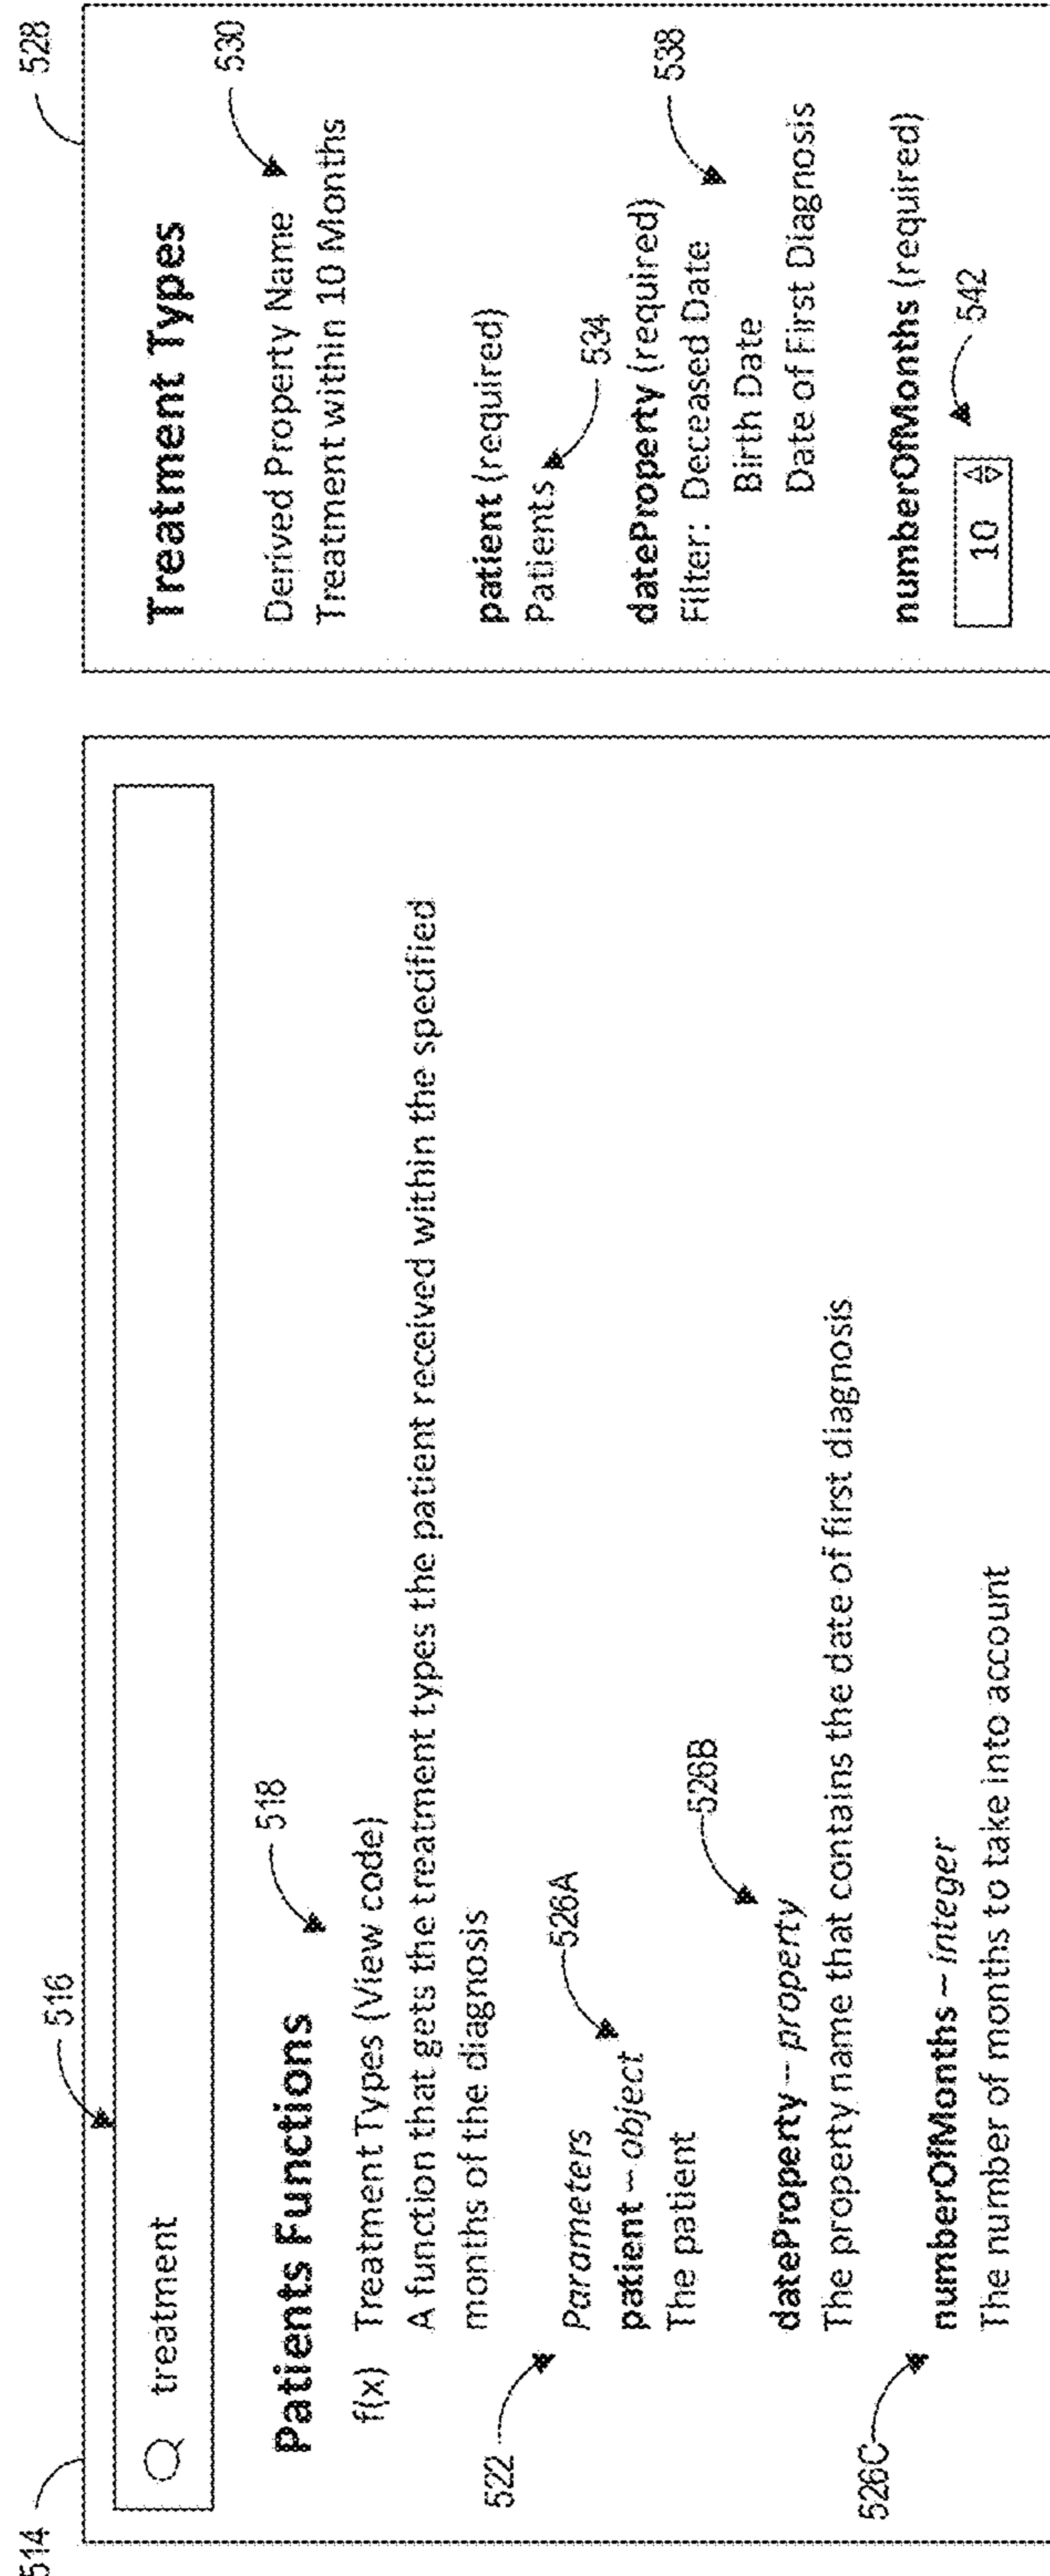 514
516
treatment
Patients Functions
518
f(x) Treatment Types (View code)
A function that gets the treatment types the patient received within the specified
months of the diagnosis
522
Parameters
526A
patient – object
The patient
526B
dateProperty – property
The property name that contains the date of first diagnosis
526C
numberOfMonths – integer
The number of months to take into account
528
Treatment Types
530
Derived Property Name
Treatment within 10 Months
patient (required)
Patients
534
dateProperty (required)
538
Filter: Deceased Date
Birth Date
Date of First Diagnosis
numberOfMonths (required)
542
10